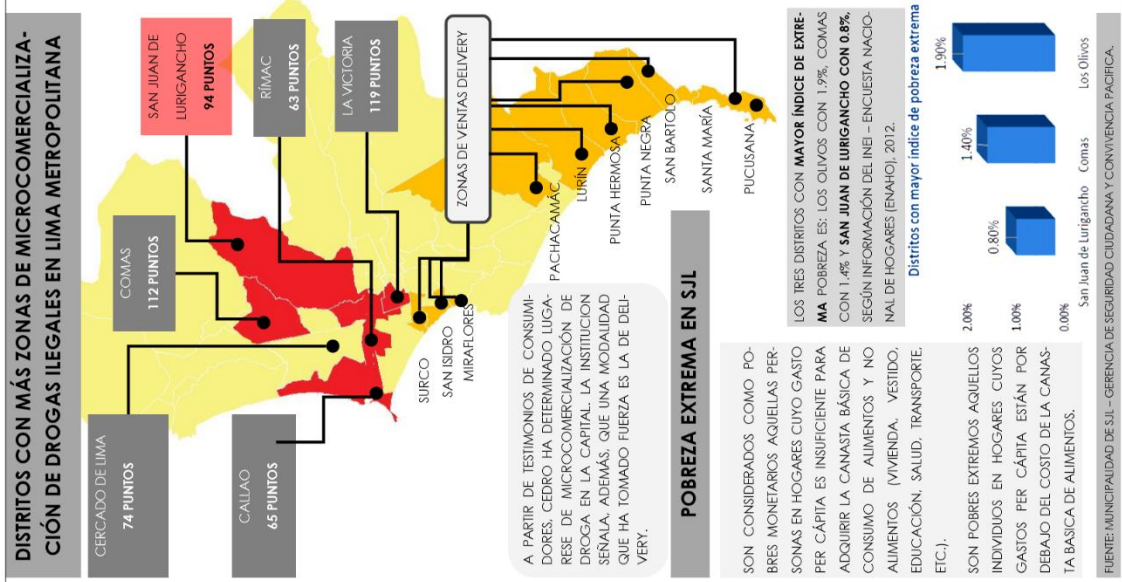 DISTRITOS CON MÁS ZONAS DE MICROCOMERCIALIZA-
CIÓN DE DROGAS ILEGALES EN LIMA METROPOLITANA
CERCADO DE LIMA
74 PUNTOS
COMAS
112 PUNTOS
SAN JUAN DE
LURIGANCHO
94 PUNTOS
CALLAO
65 PUNTOS
RÍMAC
63 PUNTOS
LA VICTORIA
119 PUNTOS
ZONAS DE VENTAS DELIVERY
SURCO
SAN ISIDRO
MIRAFLORES
PACHACAMÁC
LURÍN
PUNTA HERMOSA
PUNTA NEGRA
SAN BARTOLO
SANTA MARÍA
PUCUSANA
A PARTIR DE TESTIMONIOS DE CONSUMI-
DORES, CEDRO HA DETERMINADO LUGA-
RESE DE MICROCOMERCIALIZACIÓN DE
DROGA EN LA CAPITAL. LA INSTITUCION
SEÑALA, ADEMÁS, QUE UNA MODALIDAD
QUE HA TOMADO FUERZA ES LA DE DELI-
VERY.
POBREZA EXTREMA EN SJL
SON CONSIDERADOS COMO PO-
BRES MONETARIOS AQUELLAS PER-
SONAS EN HOGARES CUYO GASTO
PER CÁPITA ES INSUFICIENTE PARA
ADQUIRIR LA CANASTA BÁSICA DE
CONSUMO DE ALIMENTOS Y NO
ALIMENTOS (VIVIENDA, VESTIDO,
EDUCACIÓN, SALUD, TRANSPORTE,
ETC.).
SON POBRES EXTREMOS AQUELLOS
INDIVIDUOS EN HOGARES CUYOS
GASTOS PER CÁPITA ESTÁN POR
DEBAJO DEL COSTO DE LA CANAS-
TA BASICA DE ALIMENTOS.
LOS TRES DISTRITOS CON MAYOR ÍNDICE DE EXTRE-
MA POBREZA ES: LOS OLIVOS CON 1.9%, COMAS
CON 1.4% Y SAN JUAN DE LURIGANCHO CON 0.8%,
SEGÚN INFORMACIÓN DEL INEI – ENCUESTA NACIO-
NAL DE HOGARES (ENAHO), 2012.
Distritos con mayor índice de pobreza extrema
2.00%
1.00%
0.00%
0.80%
1.40%
1.90%
San Juan de Lurigancho
Comas
Los Olivos
FUENTE: MUNICIPALIDAD DE SJL – GERENCIA DE SEGURIDAD CIUDADANA Y CONVIVENCIA PACIFICA.